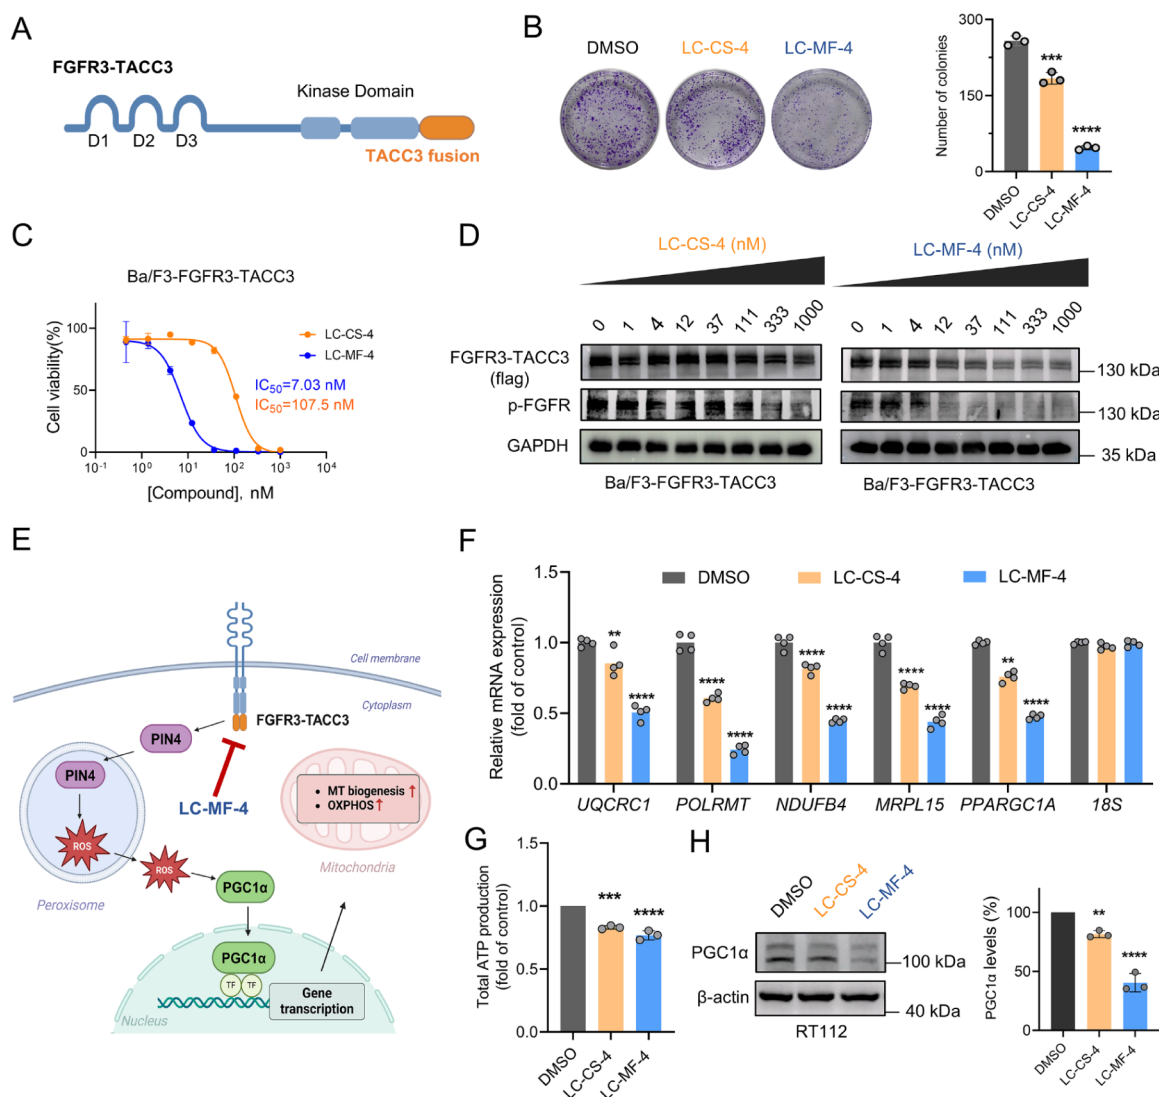 A
FGFR3-TACC3
Kinase Domain
D1 D2 D3
TACC3 fusion
B
DMSO LC-CS-4 LC-MF-4
Number of colonies
300
150
0
***
****
DMSO
LC-CS-4
LC-MF-4
C
Ba/F3-FGFR3-TACC3
Cell viability(%)
100
50
0
LC-CS-4
LC-MF-4
IC50=7.03 nM
IC50=107.5 nM
10-1 100 101 102 103 104
[Compound], nM
D
LC-CS-4 (nM) LC-MF-4 (nM)
0 1 4 12 37 111 333 1000 0 1 4 12 37 111 333 1000
FGFR3-TACC3
(flag)
130 kDa
p-FGFR
130 kDa
GAPDH
35 kDa
Ba/F3-FGFR3-TACC3 Ba/F3-FGFR3-TACC3
E
Cell membrane
Cytoplasm
FGFR3-TACC3
PIN4
PIN4
LC-MF-4
• MT biogenesis ↑
• OXPHOS ↑
Mitochondria
ROS
ROS
Peroxisome
PGC1α
PGC1α
TF TF
Gene
transcription
Nucleus
F
DMSO LC-CS-4 LC-MF-4
Relative mRNA expression
(fold of control)
1.5
1.0
0.5
0.0
** **** **** **** **** **** **** **** ** ****
UQCRC1 POLRMT NDUFB4 MRPL15 PPARGC1A 18S
G
Total ATP production
(fold of control)
1.5
1.0
0.5
0.0
*** ****
DMSO
LC-CS-4
LC-MF-4
H
DMSO
LC-CS-4
LC-MF-4
PGC1α
100 kDa
β-actin
40 kDa
RT112
PGC1α levels (%)
100
50
0
**
****
DMSO
LC-CS-4
LC-MF-4